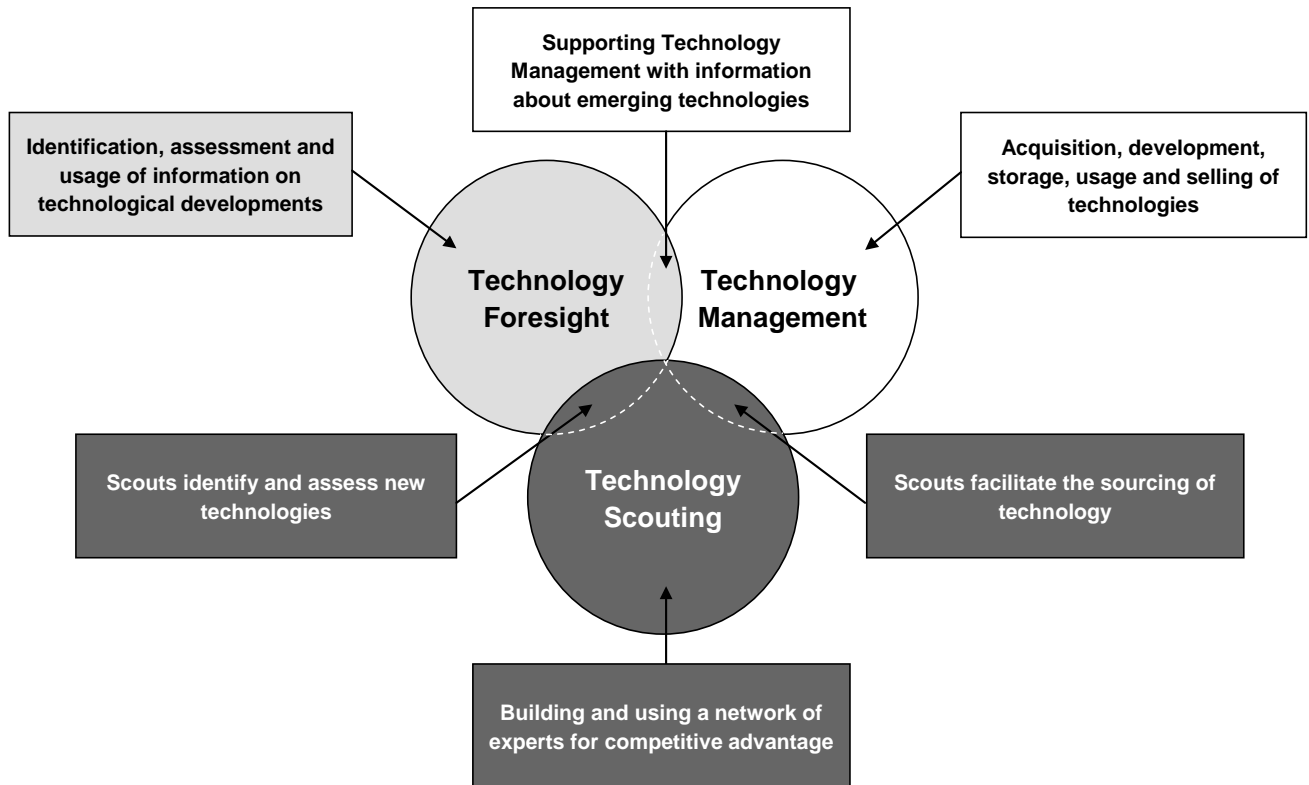 Supporting Technology
Management with information
about emerging technologies
Identification, assessment and
usage of information on
technological developments
Acquisition, development,
storage, usage and selling of
technologies
Technology
Foresight
Technology
Management
Scouts identify and assess new
technologies
Technology
Scouting
Scouts facilitate the sourcing of
technology
Building and using a network of
experts for competitive advantage